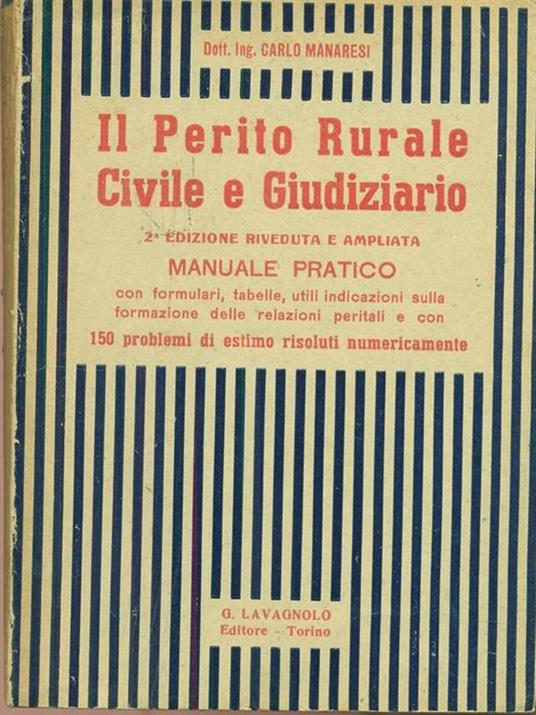 Dott. Ing. CARLO MANARESI
Il Perito Rurale
Civile e Giudiziario
2ª EDIZIONE RIVEDUTA E AMPLIATA
MANUALE PRATICO
con formulari, tabelle, utili indicazioni sulla
formazione delle relazioni peritali e con
150 problemi di estimo risoluti numericamente
G. LAVAGNOLO
Editore - Torino